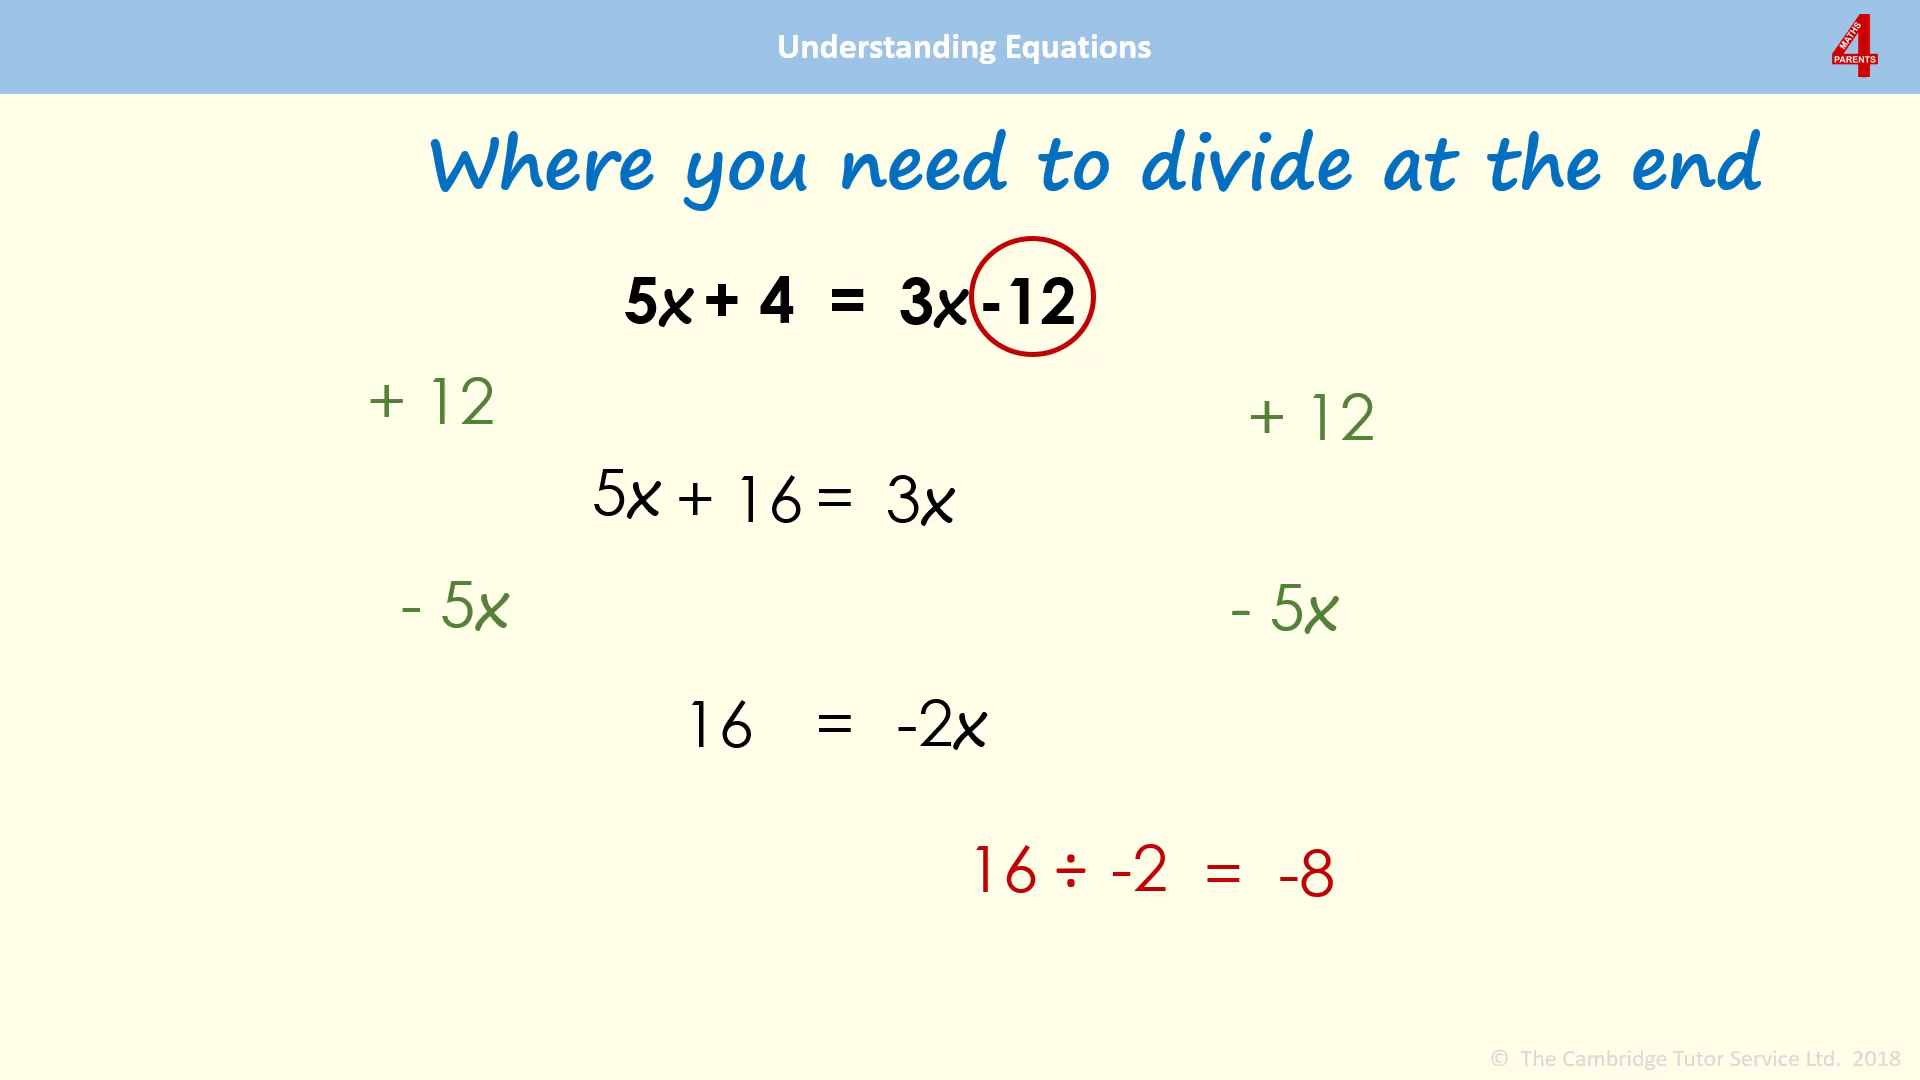 Understanding Equations
4
MATHS
PARENTS
Where you need to divide at the end
5x + 4 = 3x -12
+ 12 + 12
5x + 16 = 3x
- 5x - 5x
16 = -2x
16 ÷ -2 = -8
© The Cambridge Tutor Service Ltd. 2018